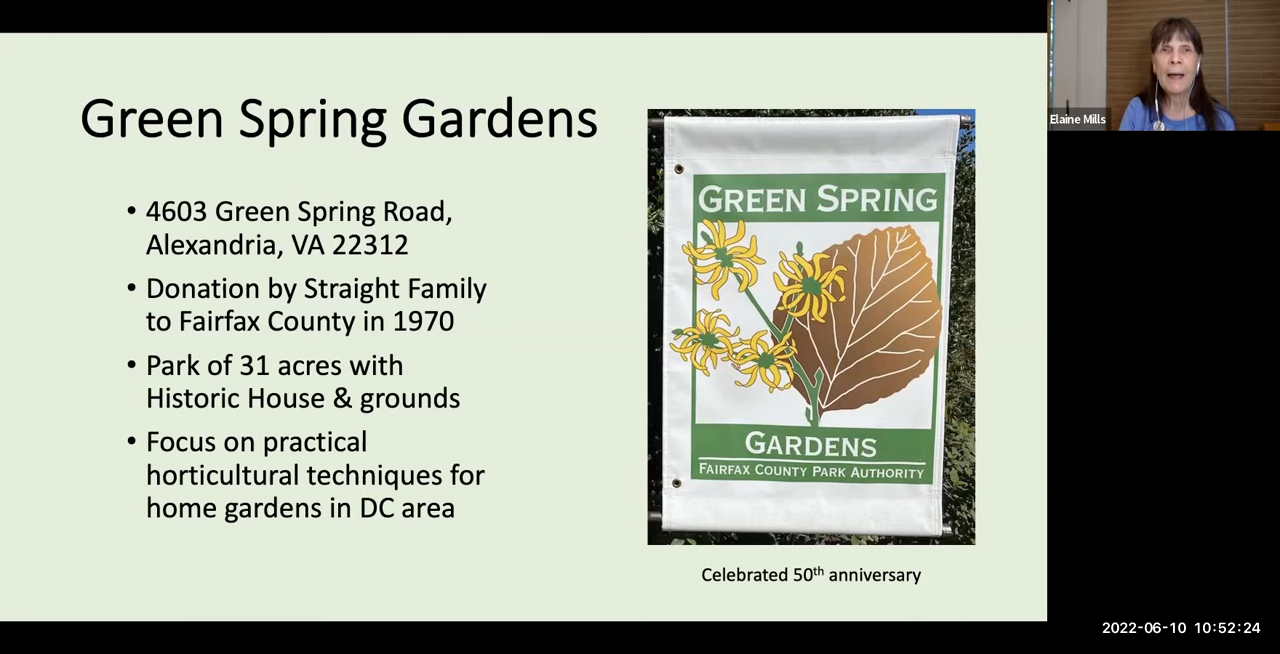 Green Spring Gardens
• 4603 Green Spring Road,
Alexandria, VA 22312
• Donation by Straight Family
to Fairfax County in 1970
• Park of 31 acres with
Historic House & grounds
• Focus on practical
horticultural techniques for
home gardens in DC area
GREEN SPRING
GARDENS
FAIRFAX COUNTY PARK AUTHORITY
Celebrated 50th anniversary
Elaine Mills
2022-06-10 10:52:24